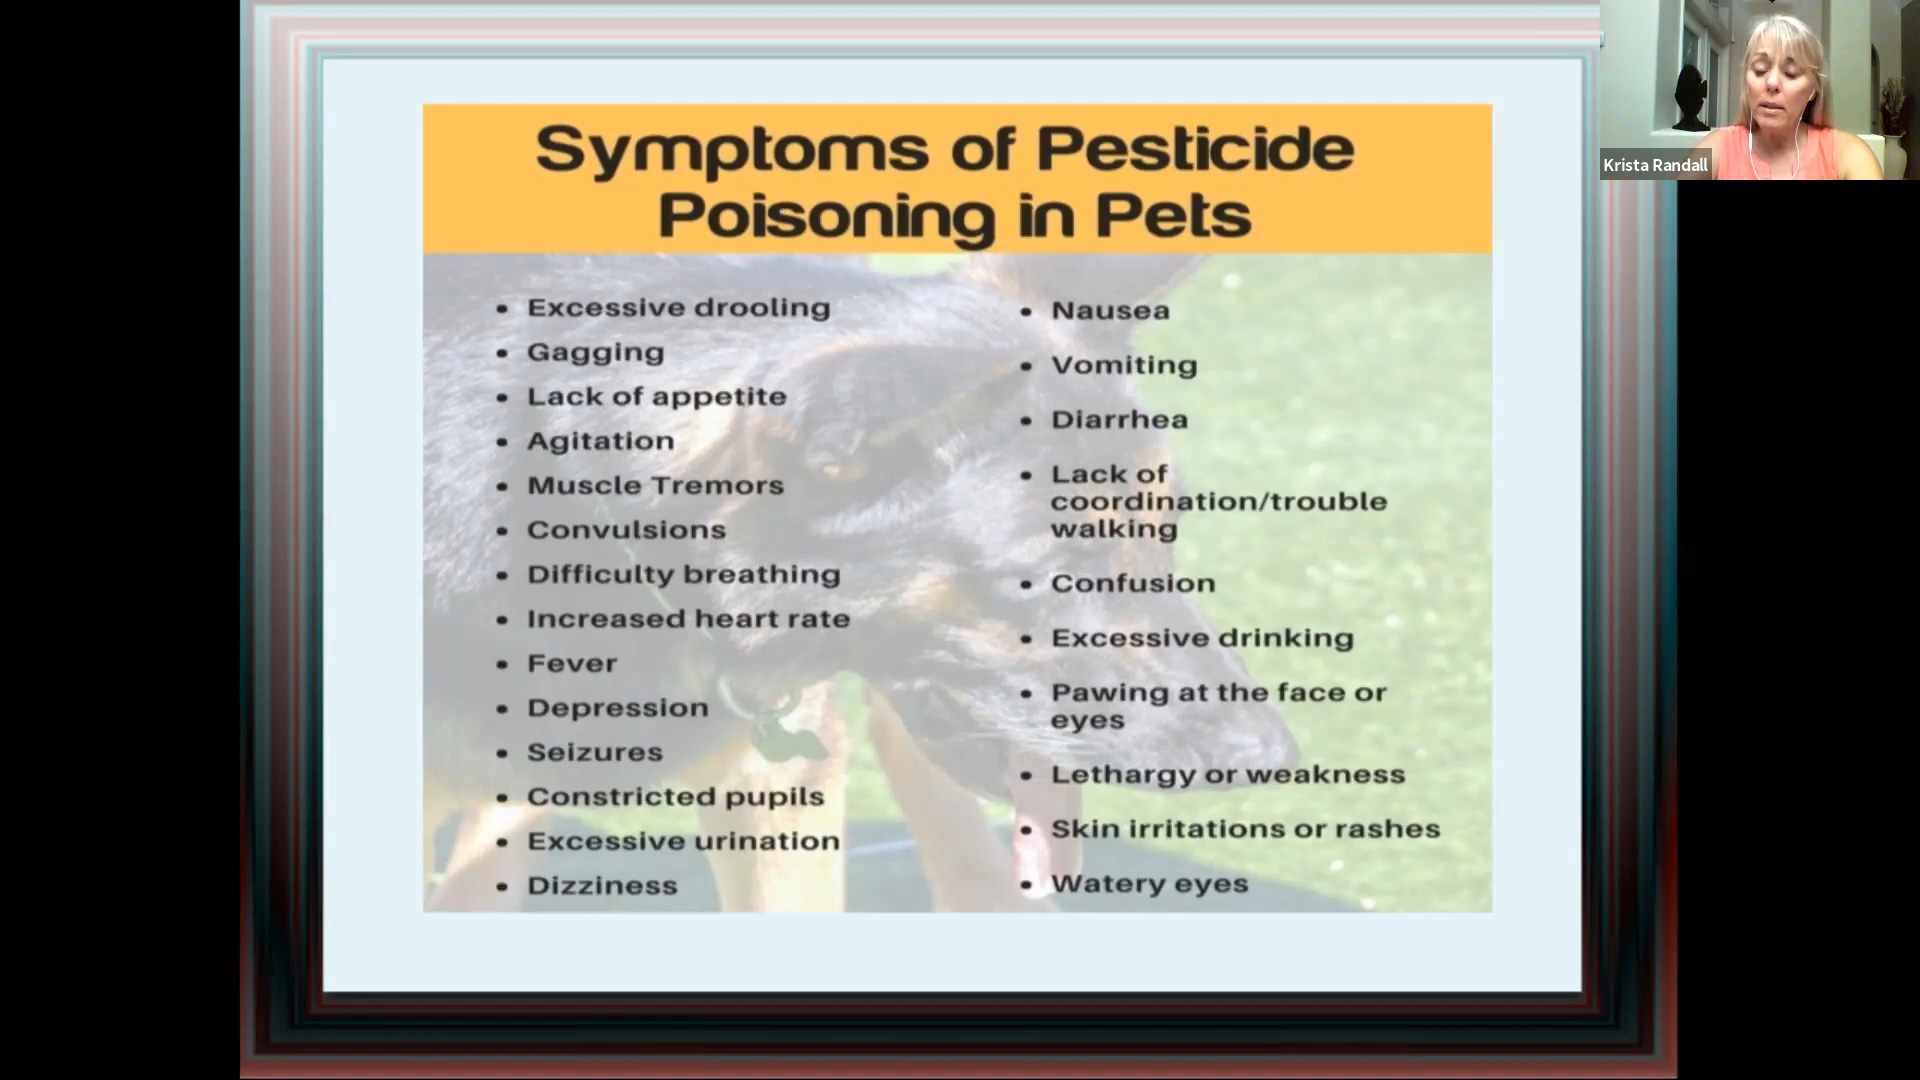 Symptoms of Pesticide
Poisoning in Pets
• Excessive drooling
• Gagging
• Lack of appetite
• Agitation
• Muscle Tremors
• Convulsions
• Difficulty breathing
• Increased heart rate
• Fever
• Depression
• Seizures
• Constricted pupils
• Excessive urination
• Dizziness
• Nausea
• Vomiting
• Diarrhea
• Lack of
coordination/trouble
walking
• Confusion
• Excessive drinking
• Pawing at the face or
eyes
• Lethargy or weakness
• Skin irritations or rashes
• Watery eyes
Krista Randall